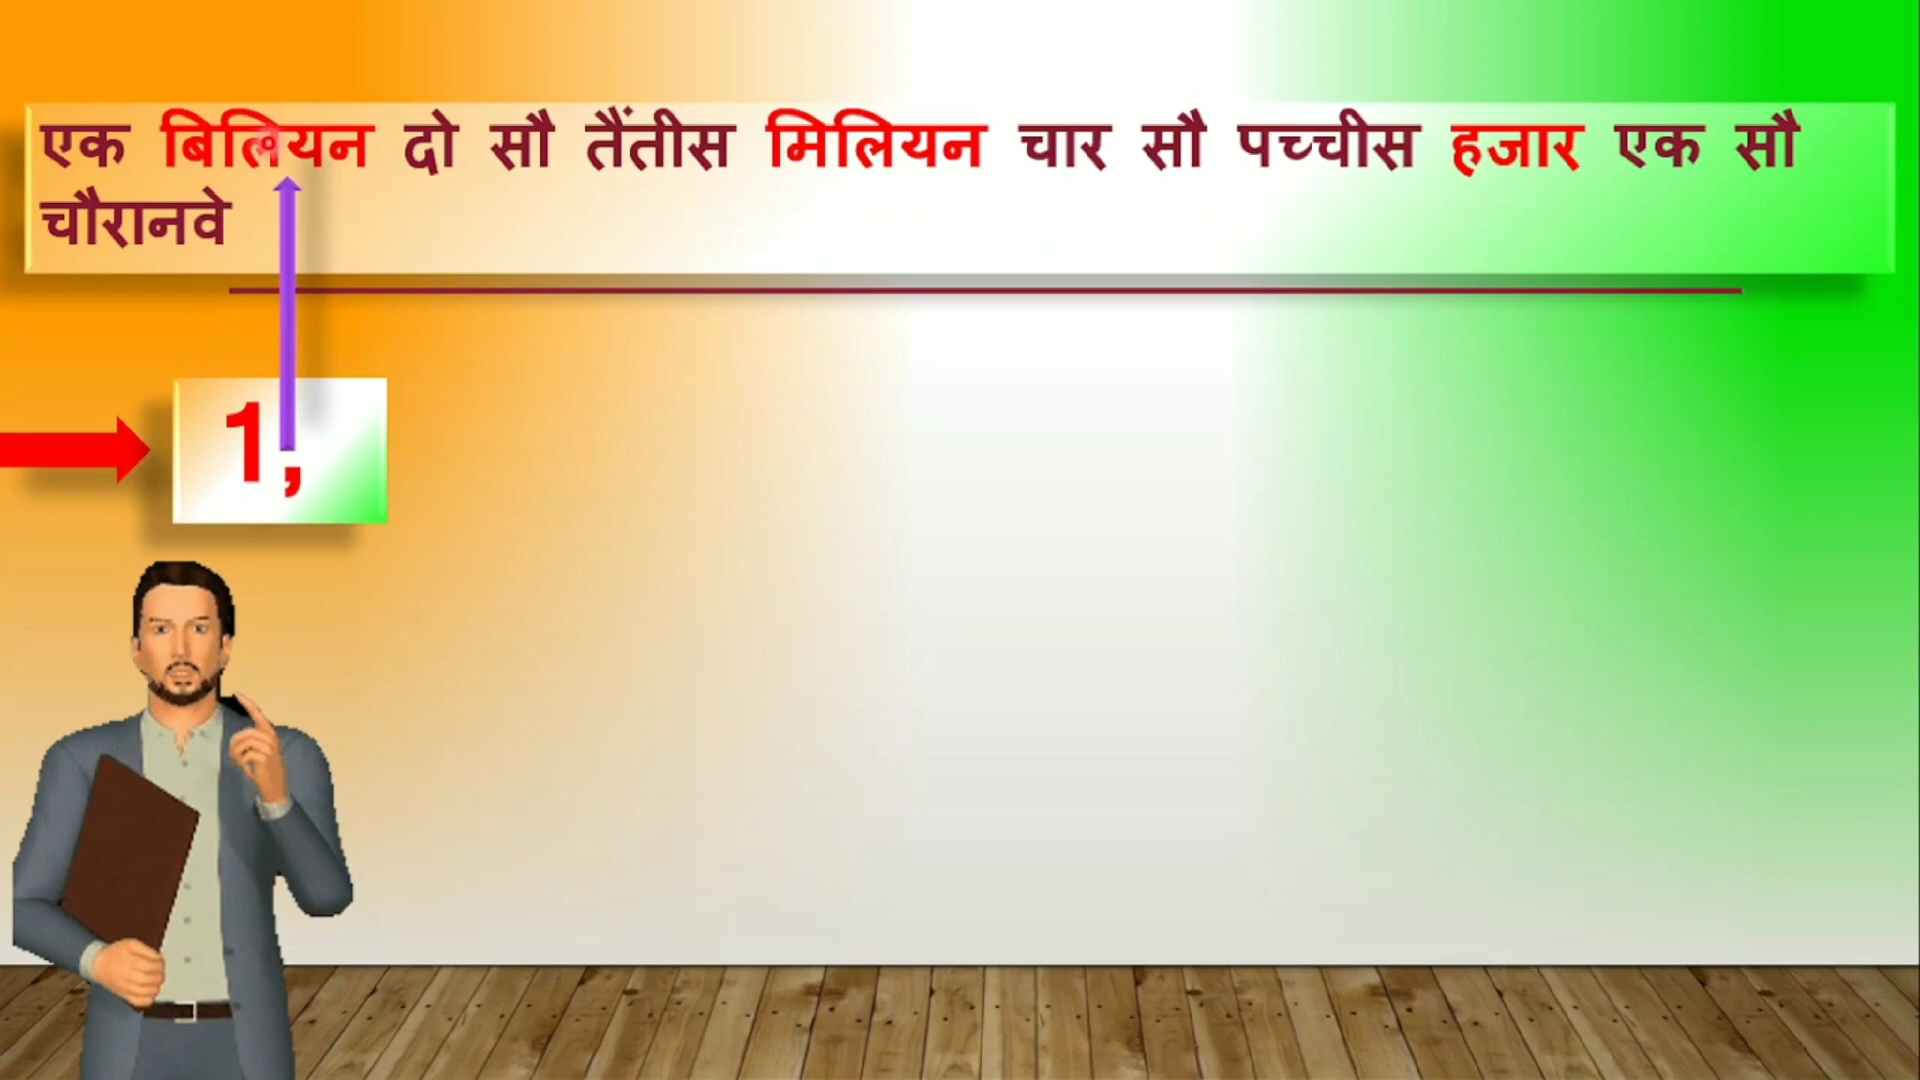 एक बिलियन दो सौ तैंतीस मिलियन चार सौ पच्चीस हजार एक सौ
चौरानवे
1,